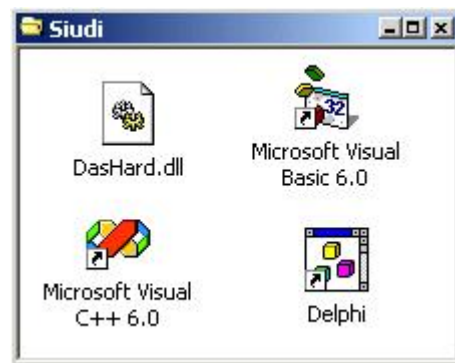 Siudi
DasHard.dll
32
Microsoft Visual
Basic 6.0
Microsoft Visual
C++ 6.0
Delphi